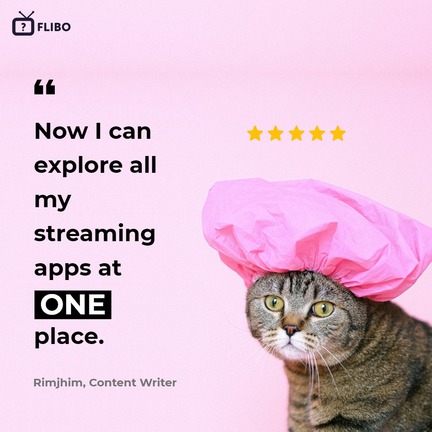 ?
FLIBO
❝
Now I can
explore all
my
streaming
apps at
ONE
place.
Rimjhim, Content Writer